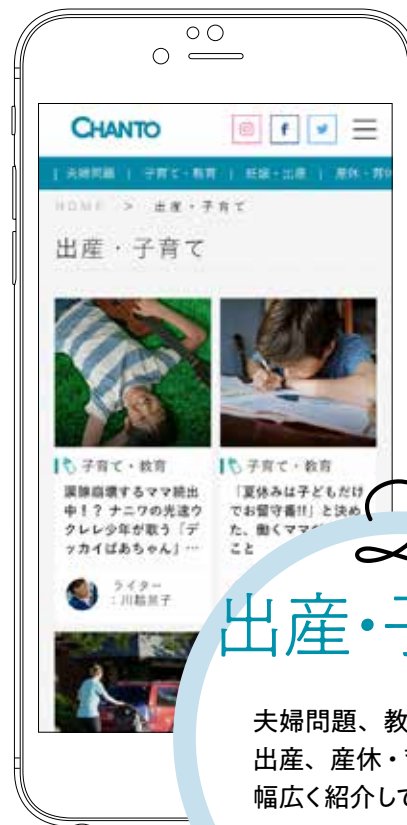 CHANTO
夫婦問題 | 子育て・教育 | 妊娠・出産 | 産休・育
HOME > 出産・子育て
出産・子育て
子育て・教育
涙腺崩壊するママ続出
中！？ ナニワの光速ウ
クレレ少年が歌う「デ
ッカイばあちゃん」…
ライター
：川越
子
子育て・教育
「夏休みは子どもだけ
でお留守番!!」と決め
た、働くママ
こと
出産・子
夫婦問題、教
出産、産休・
幅広く紹介して